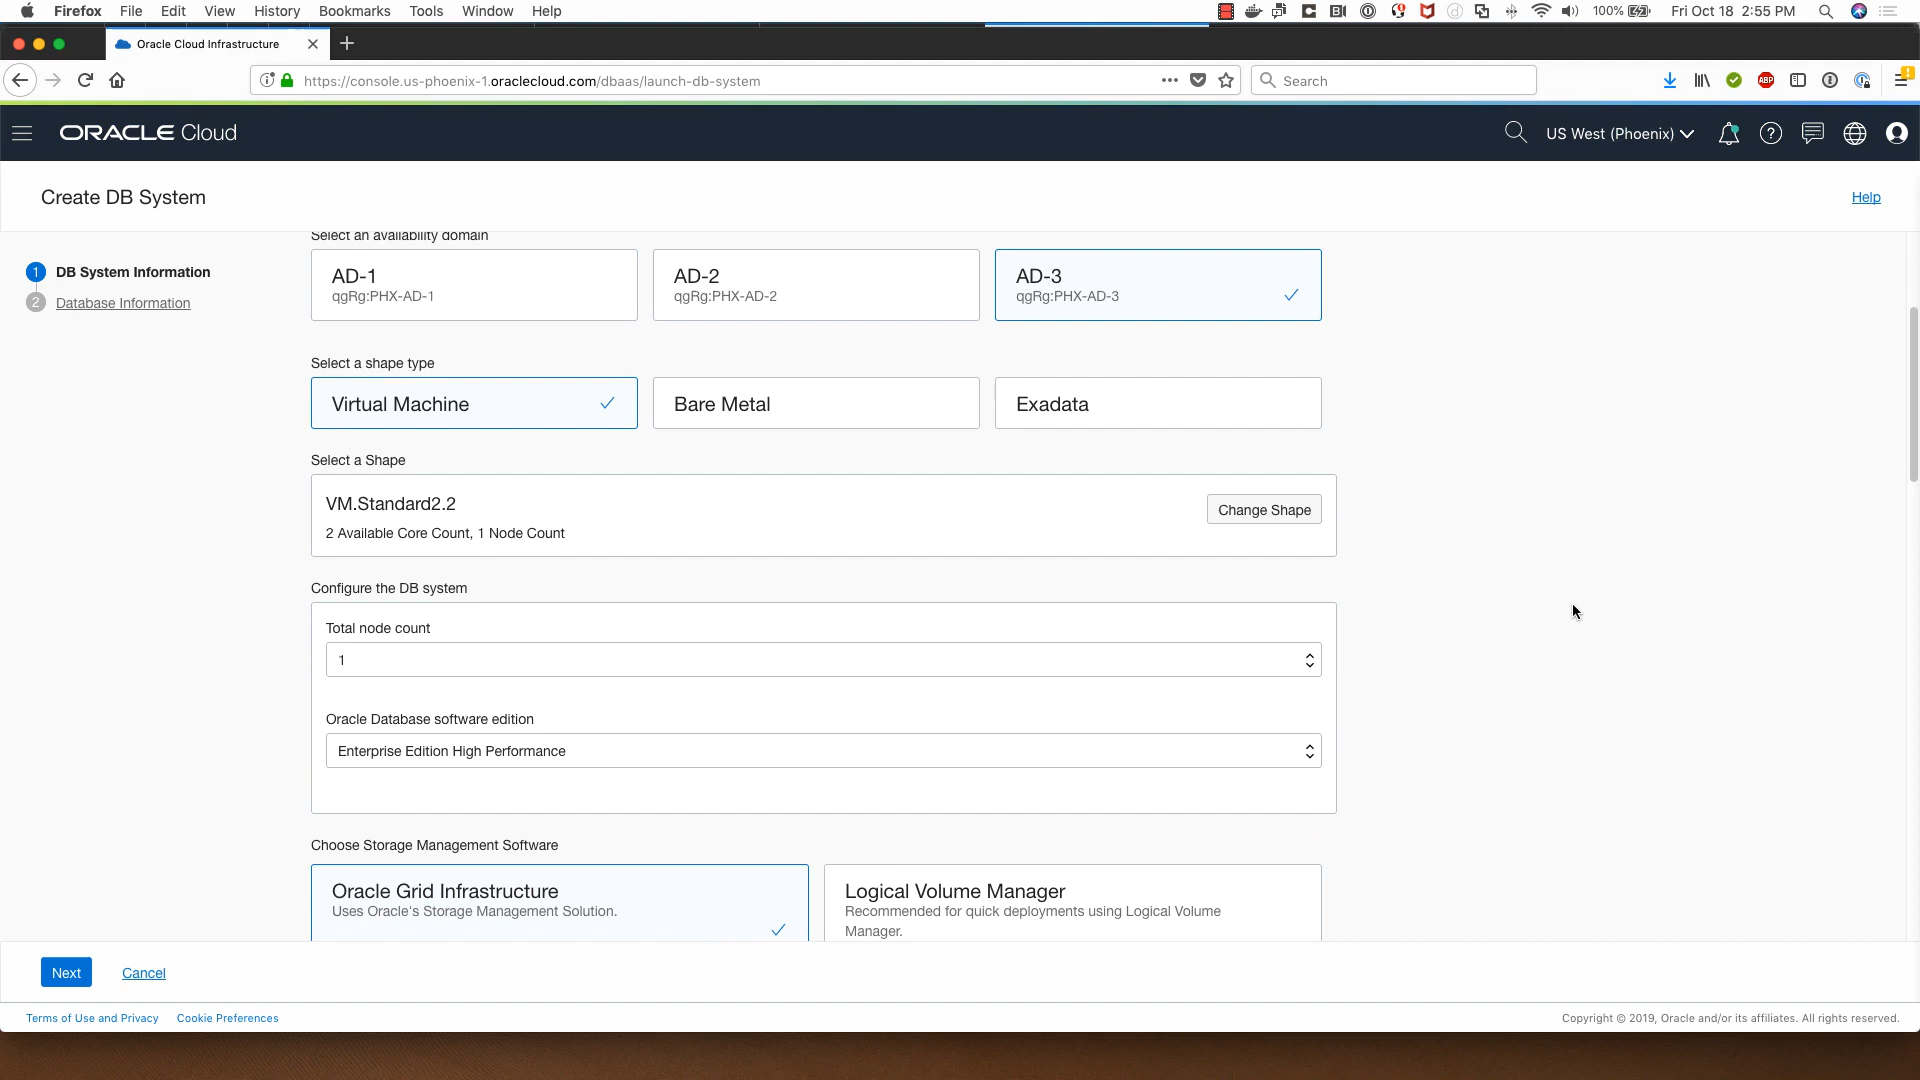 Firefox File Edit View History Bookmarks Tools Window Help 100% Fri Oct 18 2:55 PM
Oracle Cloud Infrastructure
https://console.us-phoenix-1.oraclecloud.com/dbaas/launch-db-system Search ABP
ORACLE Cloud US West (Phoenix)
Create DB System Help
1 DB System Information
2 Database Information
Select an availability domain
AD-1
qgRg:PHX-AD-1
AD-2
qgRg:PHX-AD-2
AD-3
qgRg:PHX-AD-3
Select a shape type
Virtual Machine
Bare Metal
Exadata
Select a Shape
VM.Standard2.2
2 Available Core Count, 1 Node Count
Change Shape
Configure the DB system
Total node count
1
Oracle Database software edition
Enterprise Edition High Performance
Choose Storage Management Software
Oracle Grid Infrastructure
Uses Oracle's Storage Management Solution.
Logical Volume Manager
Recommended for quick deployments using Logical Volume
Manager.
Next Cancel
Terms of Use and Privacy Cookie Preferences
Copyright © 2019, Oracle and/or its affiliates. All rights reserved.